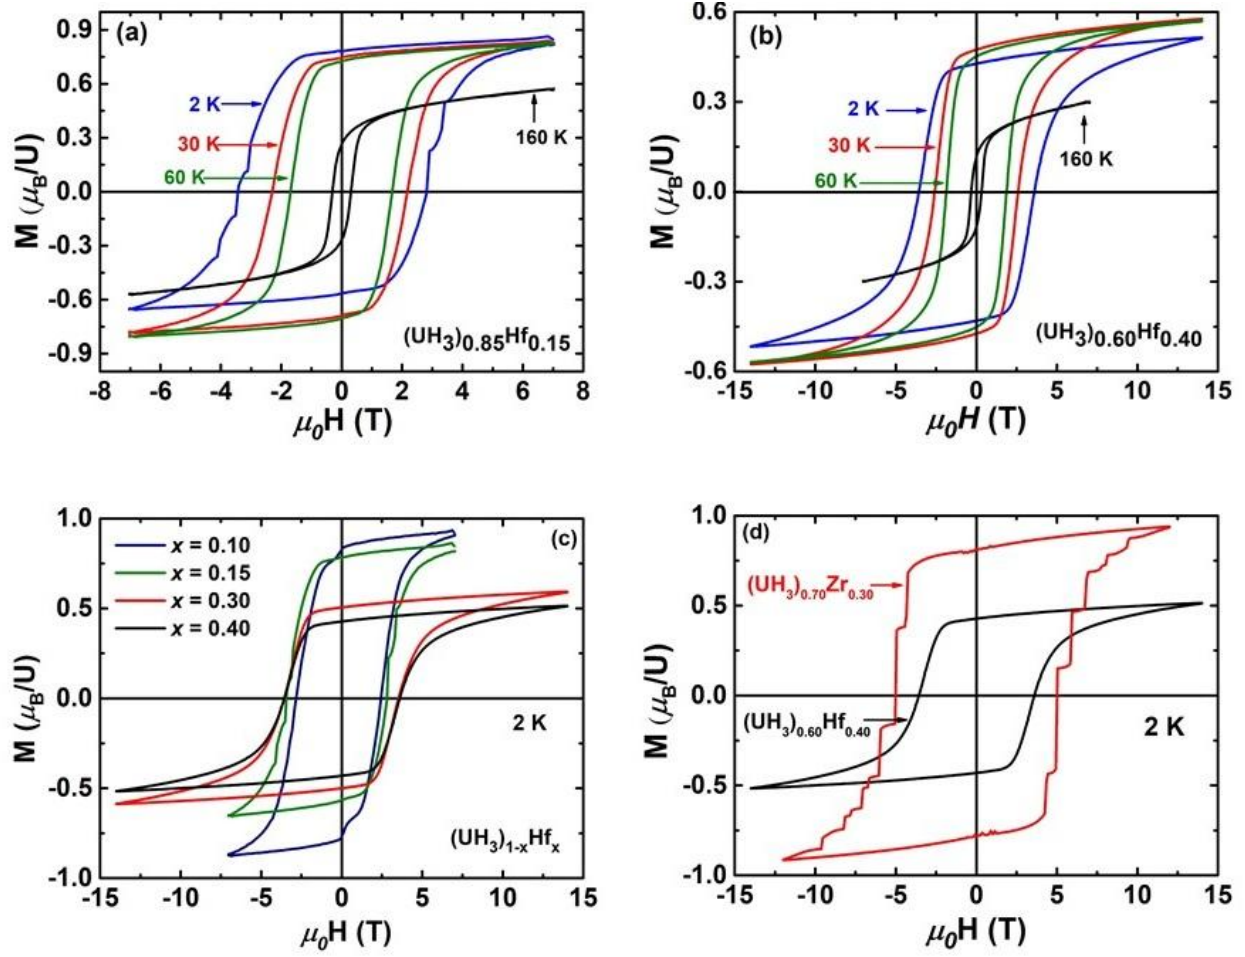 (a)
0.9
0.6
0.3
0.0
-0.3
-0.6
-0.9
M (μB/U)
2 K
30 K
60 K
160 K
(UH3)0.85Hf0.15
-8 -6 -4 -2 0 2 4 6 8
μ0H (T)
(b)
0.6
0.3
0.0
-0.3
-0.6
M (μB/U)
2 K
30 K
60 K
160 K
(UH3)0.60Hf0.40
-15 -10 -5 0 5 10 15
μ0H (T)
(c)
1.0
0.5
0.0
-0.5
-1.0
M (μB/U)
x = 0.10
x = 0.15
x = 0.30
x = 0.40
2 K
(UH3)1-xHfx
-15 -10 -5 0 5 10 15
μ0H (T)
(d)
1.0
0.5
0.0
-0.5
-1.0
M (μB/U)
(UH3)0.70Zr0.30
(UH3)0.60Hf0.40
2 K
-15 -10 -5 0 5 10 15
μ0H (T)